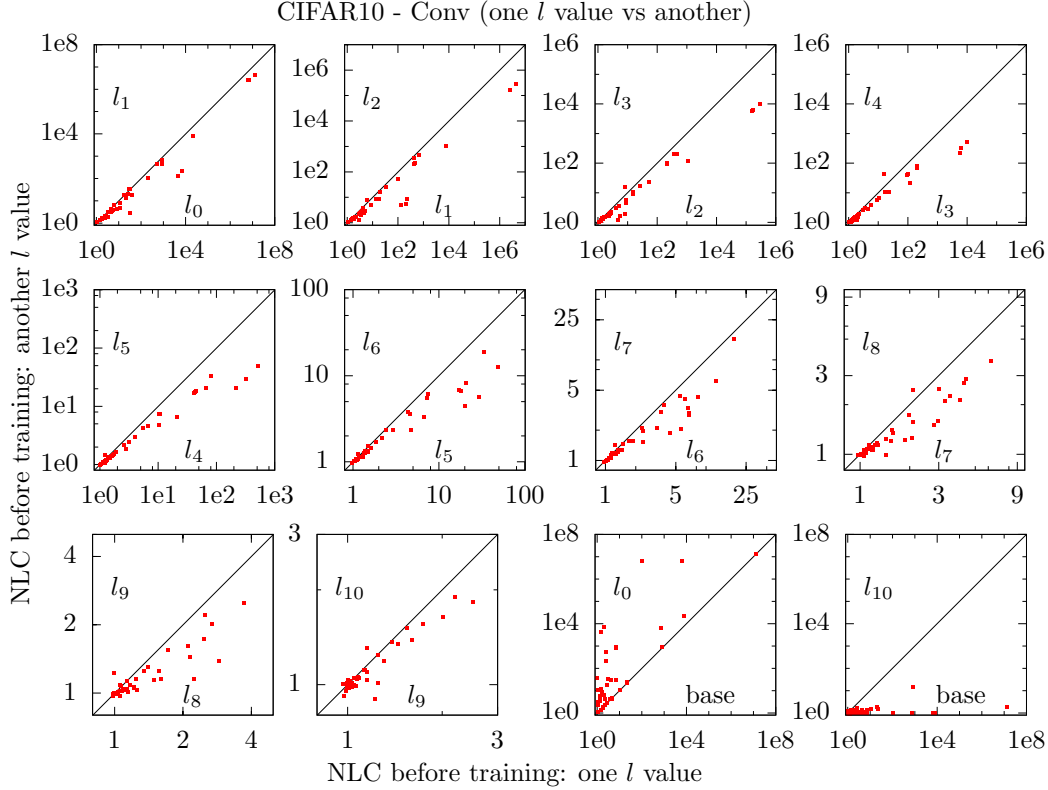 CIFAR10 - Conv (one l value vs another)
NLC before training: another l value
1e8
1e4
1e0
1e0
1e4
1e8
l₁
l₀
1e6
1e4
1e2
1e0
1e0
1e2
1e4
1e6
l₂
l₁
1e6
1e4
1e2
1e0
1e0
1e2
1e4
1e6
l₃
l₂
1e6
1e4
1e2
1e0
1e0
1e2
1e4
1e6
l₄
l₃
1e3
1e2
1e1
1e0
1e0
1e1
1e2
1e3
l₅
l₄
100
10
1
1
10
100
l₆
l₅
25
5
1
1
5
25
l₇
l₆
9
3
1
1
3
9
l₈
l₇
4
2
1
1
2
4
l₉
l₈
3
1
1
3
l₁₀
l₉
1e8
1e4
1e0
1e0
1e4
1e8
l₀
base
1e8
1e4
1e0
1e0
1e4
1e8
l₁₀
base
NLC before training: one l value